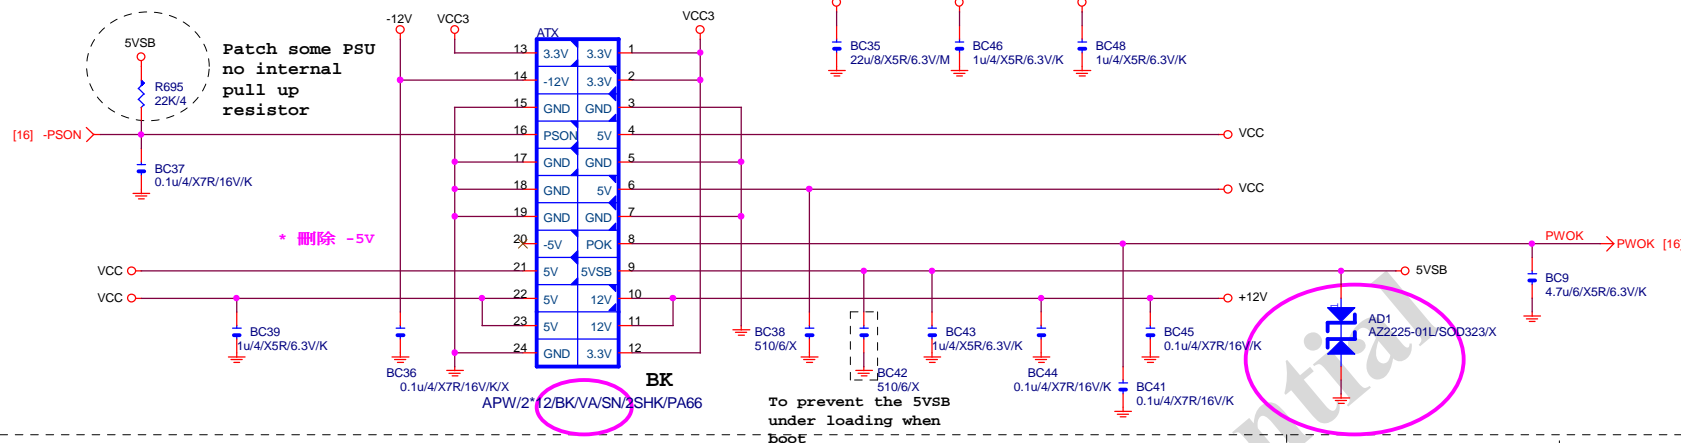 -12V
VCC3
VCC3
ATX
5VSB
Patch some PSU
no internal
pull up
resistor
R695
22K/4
BC35
22u/8/X5R/6.3V/M
BC46
1u/4/X5R/6.3V/K
BC48
1u/4/X5R/6.3V/K
13 3.3V 3.3V 1
14 -12V 3.3V 2
15 GND GND 3
[16] -PSON
16 PSON 5V 4
VCC
17 GND GND 5
BC37
0.1u/4/X7R/16V/K
18 GND 5V 6
VCC
19 GND GND 7
* 刪除 -5V
20 -5V POK 8
PWOK
PWOK [16]
VCC
21 5V 5VSB 9
5VSB
VCC
22 5V 12V 10
+12V
23 5V 12V 11
24 GND 3.3V 12
BC39
1u/4/X5R/6.3V/K
BC36
0.1u/4/X7R/16V/K/X
BC38
510/6/X
BC42
510/6/X
BC43
1u/4/X5R/6.3V/K
BC44
0.1u/4/X7R/16V/K
BC45
0.1u/4/X7R/16V/K
BC41
0.1u/4/X7R/16V/K
AD1
AZ2225-01L/SOD323/X
BC9
4.7u/6/X5R/6.3V/K
BK
APW/2*12/BK/VA/SN/2SHK/PA66
To prevent the 5VSB
under loading when
boot
ntial